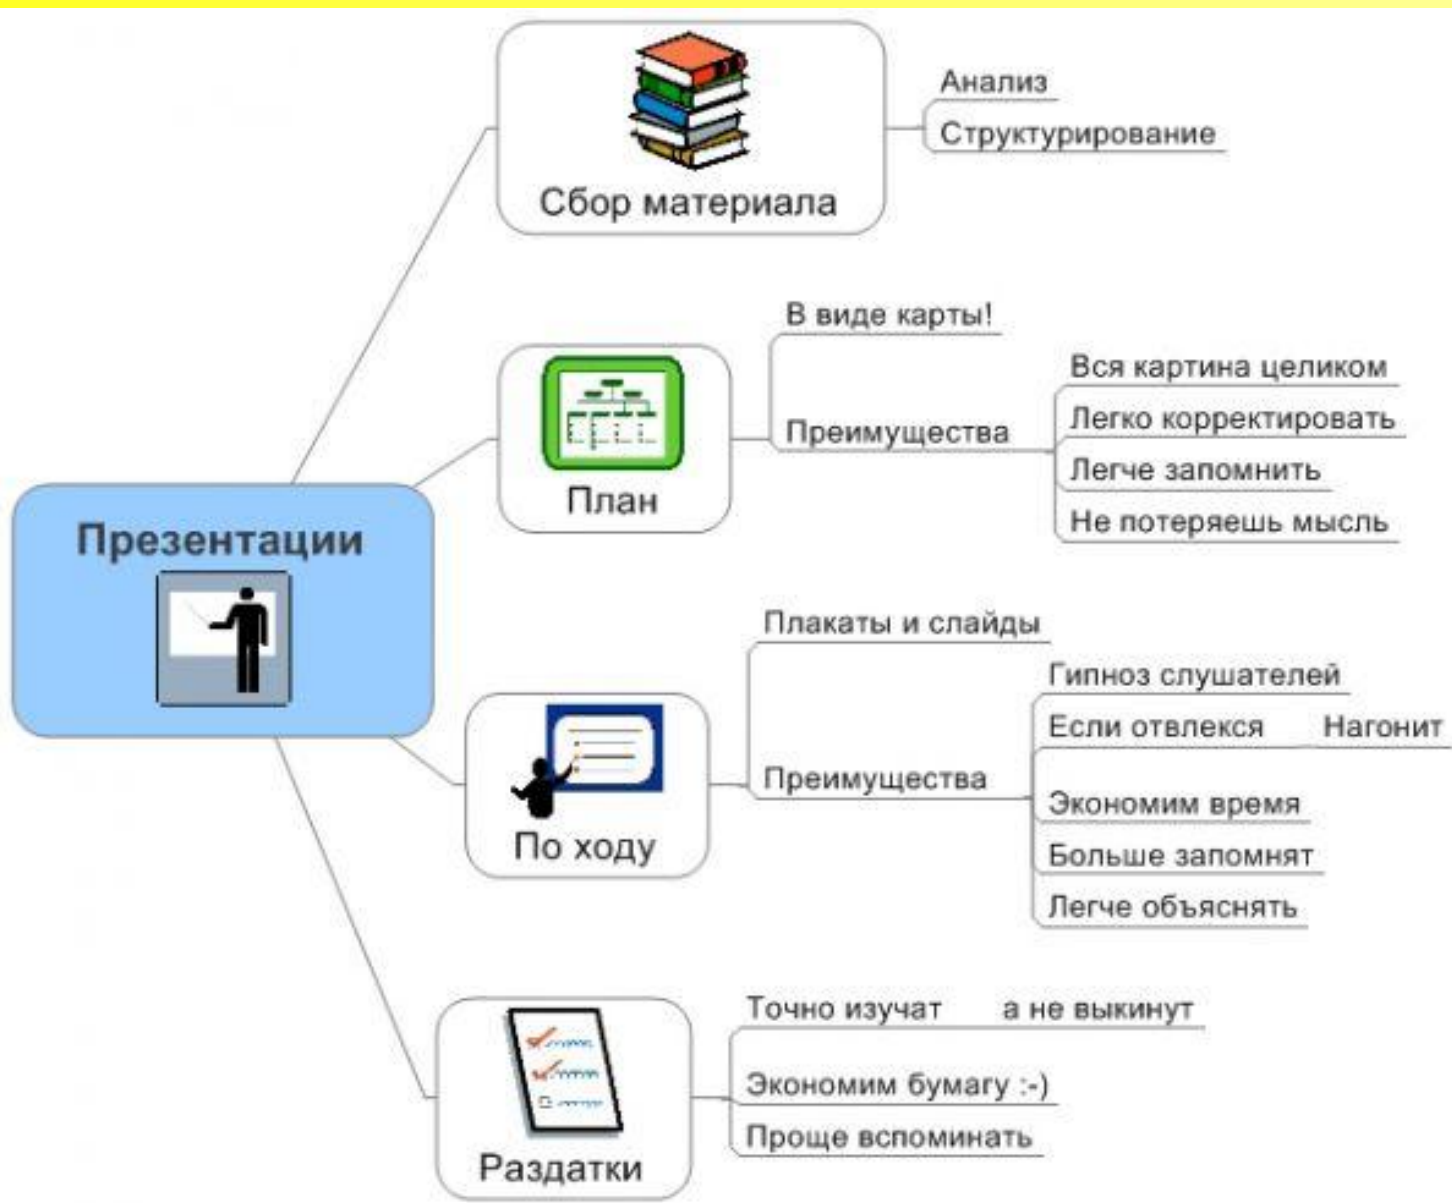 Сбор материала
Анализ
Структурирование
Презентации
План
В виде карты!
Преимущества
Вся картина целиком
Легко корректировать
Легче запомнить
Не потеряешь мысль
По ходу
Плакаты и слайды
Преимущества
Гипноз слушателей
Если отвлекся Нагонит
Экономим время
Больше запомнят
Легче объяснять
Раздатки
Точно изучат а не выкинут
Экономим бумагу :-)
Проще вспоминать